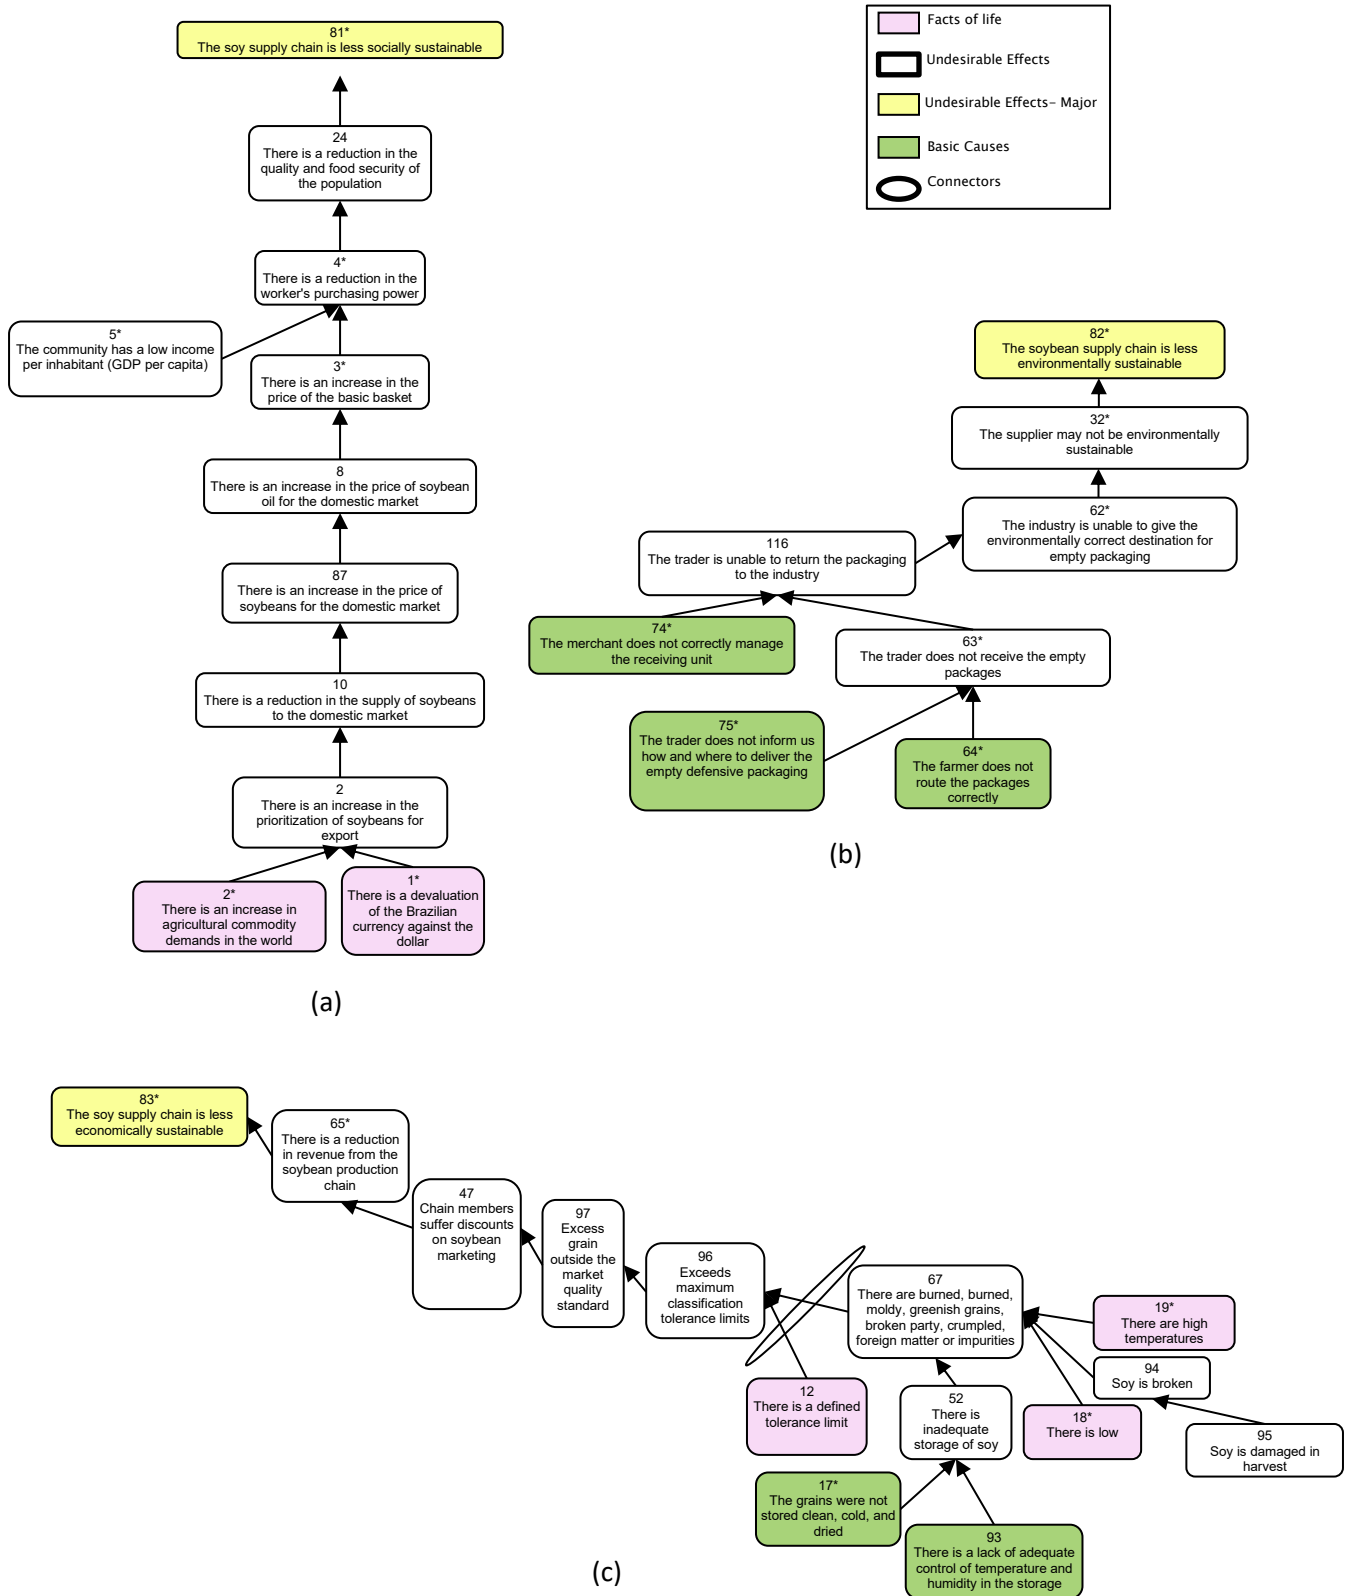 81*
The soy supply chain is less socially sustainable
24
There is a reduction in the
quality and food security of
the population
4*
There is a reduction in the
worker's purchasing power
5*
The community has a low income
per inhabitant (GDP per capita)
3*
There is an increase in the
price of the basic basket
8
There is an increase in the price of soybean
oil for the domestic market
87
There is an increase in the price
of soybeans for the domestic market
10
There is a reduction in the supply of soybeans
to the domestic market
2
There is an increase in the
prioritization of soybeans for
export
2*
There is an increase in
agricultural commodity
demands in the world
1*
There is a devaluation
of the Brazilian
currency against the
dollar
(a)
Facts of life
Undesirable Effects
Undesirable Effects- Major
Basic Causes
Connectors
82*
The soybean supply chain is less
environmentally sustainable
32*
The supplier may not be environmentally
sustainable
62*
The industry is unable to give the
environmentally correct destination for
empty packaging
116
The trader is unable to return the packaging
to the industry
74*
The merchant does not correctly manage
the receiving unit
63*
The trader does not receive the empty
packages
75*
The trader does not inform us
how and where to deliver the
empty defensive packaging
64*
The farmer does not
route the packages
correctly
(b)
83*
The soy supply chain is less
economically sustainable
65*
There is a reduction
in revenue from the
soybean production
chain
47
Chain members
suffer discounts
on soybean
marketing
97
Excess
grain
outside the
market
quality
standard
96
Exceeds
maximum
classification
tolerance limits
67
There are burned, burned,
moldy, greenish grains,
broken party, crumpled,
foreign matter or impurities
19*
There are high
temperatures
94
Soy is broken
12
There is a defined
tolerance limit
52
There is
inadequate
storage of soy
18*
There is low
95
Soy is damaged in
harvest
17*
The grains were not
stored clean, cold, and
dried
93
There is a lack of adequate
control of temperature and
humidity in the storage
(c)